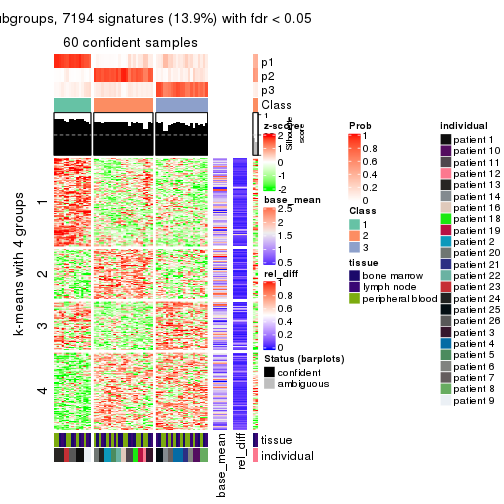 ubgroups, 7194 signatures (13.9%) with fdr < 0.05
60 confident samples
p1
p2
p3
Class
1
Silhouette
score
k-means with 4 groups
1
2
3
4
tissue
individual
base_mean
rel_diff
z-score
2
1
0
-1
-2
base_mean
2.5
2
1.5
1
0.5
rel_diff
1
0.8
0.6
0.4
0.2
0
Status (barplots)
confident
ambiguous
Prob
1
0.8
0.6
0.4
0.2
0
Class
1
2
3
tissue
bone marrow
lymph node
peripheral blood
individual
patient 1
patient 10
patient 11
patient 12
patient 13
patient 14
patient 16
patient 18
patient 19
patient 2
patient 20
patient 21
patient 22
patient 23
patient 24
patient 25
patient 26
patient 3
patient 4
patient 5
patient 6
patient 7
patient 8
patient 9